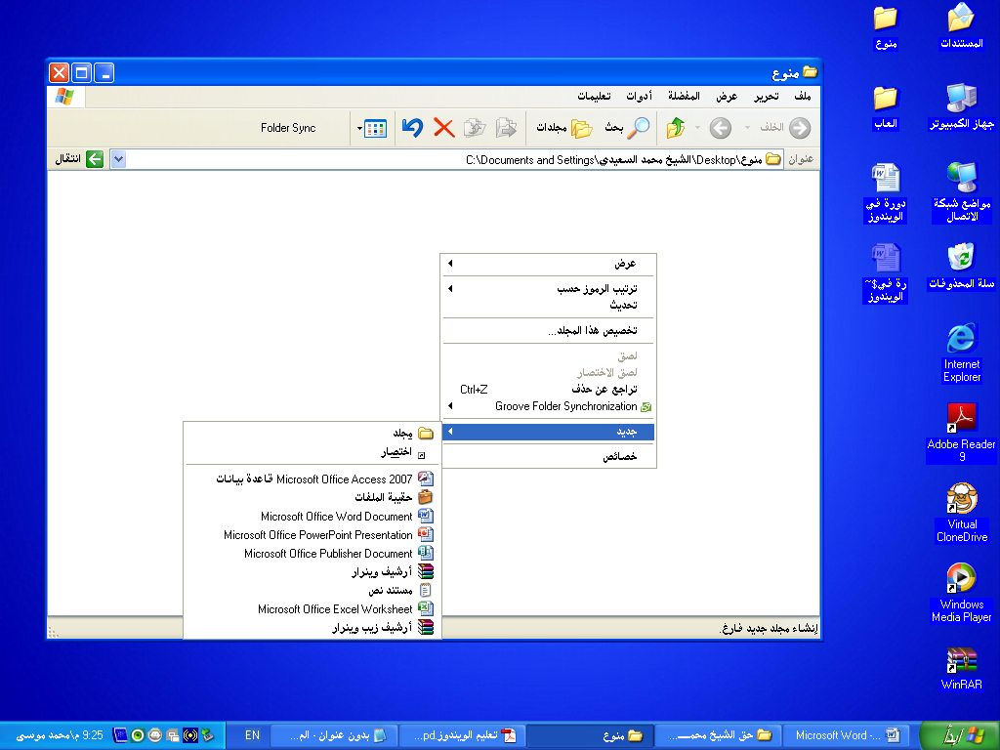 منوع
ملف تحرير عرض المفضلة أدوات تعليمات
الخلف بحث مجلدات Folder Sync
عنوان C:\Documents and Settings\الشيخ محمد السعيدي\Desktop\منوع انتقال
عرض
ترتيب الرموز حسب
تحديث
تخصيص هذا المجلد...
لصق
لصق الاختصار
تراجع عن حذف Ctrl+Z
Groove Folder Synchronization
جديد
خصائص
مجلد
اختصار
Microsoft Office Access 2007 قاعدة بيانات
حقيبة الملفات
Microsoft Office Word Document
Microsoft Office PowerPoint Presentation
Microsoft Office Publisher Document
أرشيف وينرار
مستند نص
Microsoft Office Excel Worksheet
أرشيف زيب وينرار
إنشاء مجلد جديد فارغ.
المستندات
جهاز الكمبيوتر
مواضع شبكة
الاتصال
سلة المحذوفات
Internet
Explorer
Adobe Reader
9
Virtual
CloneDrive
Windows
Media Player
WinRAR
منوع
العاب
دورة في
الويندوز
~$رة في
الويندوز
ابدأ
Microsoft Word -...
حق الشيخ محمـــ...
منوع
تعليم الويندوز.pd...
بدون عنوان - الم...
EN
9:25 م\محمد موسى